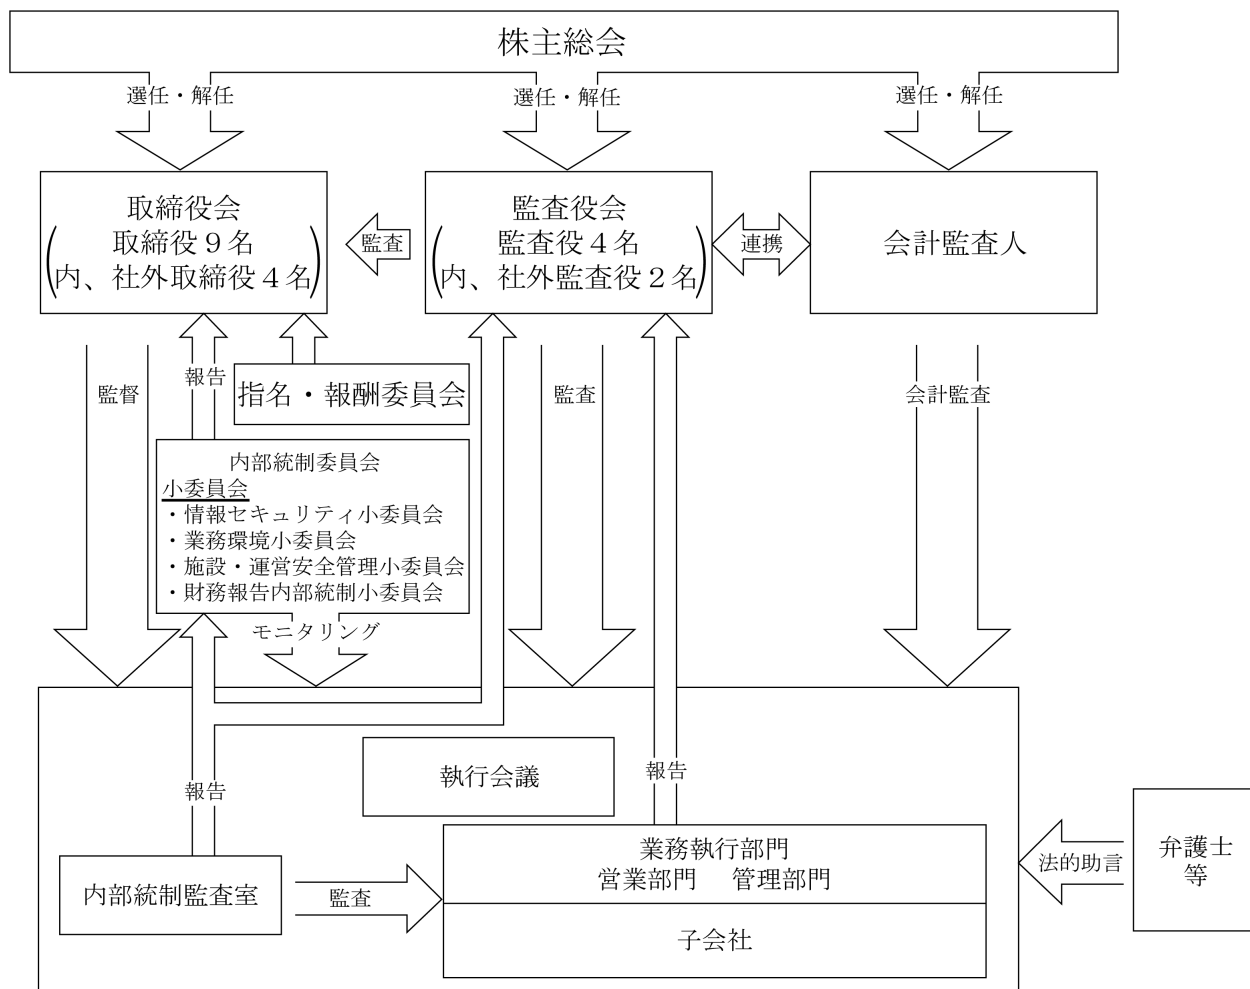 株主総会
選任・解任
選任・解任
選任・解任
取締役会
取締役９名
(内、社外取締役４名)
監査
監査役会
監査役４名
(内、社外監査役２名)
連携
会計監査人
監督
報告
指名・報酬委員会
監査
会計監査
内部統制委員会
小委員会
・情報セキュリティ小委員会
・業務環境小委員会
・施設・運営安全管理小委員会
・財務報告内部統制小委員会
モニタリング
執行会議
報告
報告
業務執行部門
営業部門　管理部門
子会社
内部統制監査室
監査
法的助言
弁護士
等